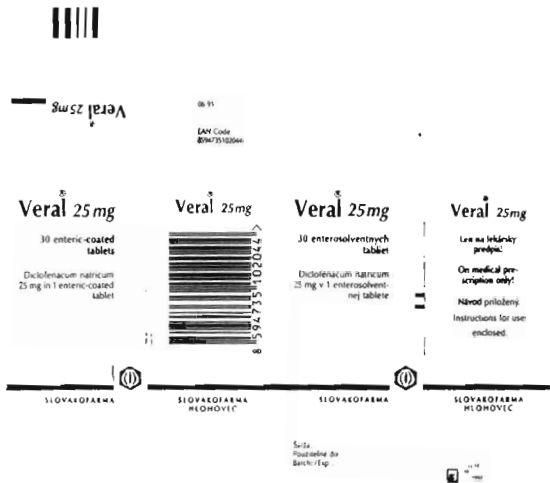 Veral® 25mg
06 95
EAN Code
8594735102044
Veral® 25mg
30 enteric-coated
tablets
Diclofenacum natricum
25 mg in 1 enteric-coated
tablet
SLOVAKOFARMA
Veral® 25mg
8 594735 102044 >
SLOVAKOFARMA
HLOHOVEC
Veral® 25mg
30 enterosolventnych
tabliet
Diclofenacum natricum
25 mg v 1 enterosolvent-
nej tablete
SLOVAKOFARMA
Veral® 25mg
Len na lekársky
predpis!
On medical pre-
scription only!
Návod priložený.
Instructions for use
enclosed.
SLOVAKOFARMA
HLOHOVEC
Šarža:
Použiteľné do:
Batch: / Exp.: